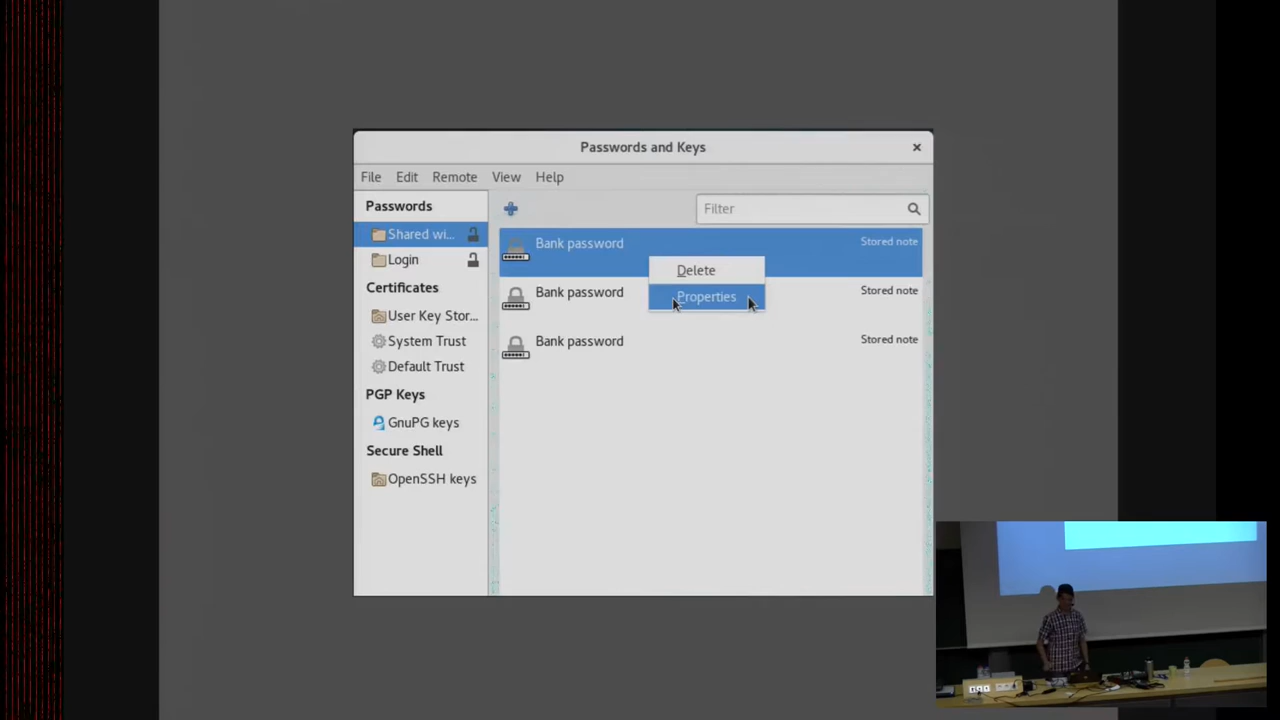 Passwords and Keys
File Edit Remote View Help
Passwords
Filter
Shared wi...
Login
Certificates
User Key Stor...
System Trust
Default Trust
PGP Keys
GnuPG keys
Secure Shell
OpenSSH keys
Bank password Stored note
Delete
Properties
Bank password Stored note
Bank password Stored note